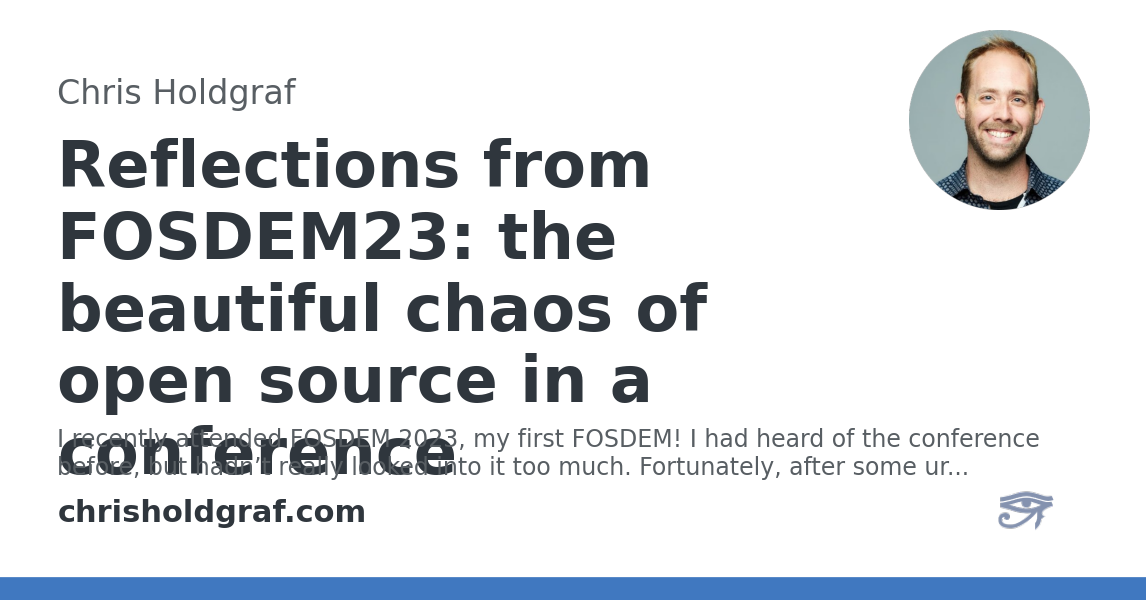 Chris Holdgraf
Reflections from
FOSDEM23: the
beautiful chaos of
open source in a
conference
I recently attended FOSDEM 2023, my first FOSDEM! I had heard of the conference
before, but hadn’t really looked into it too much. Fortunately, after some ur...
chrisholdgraf.com